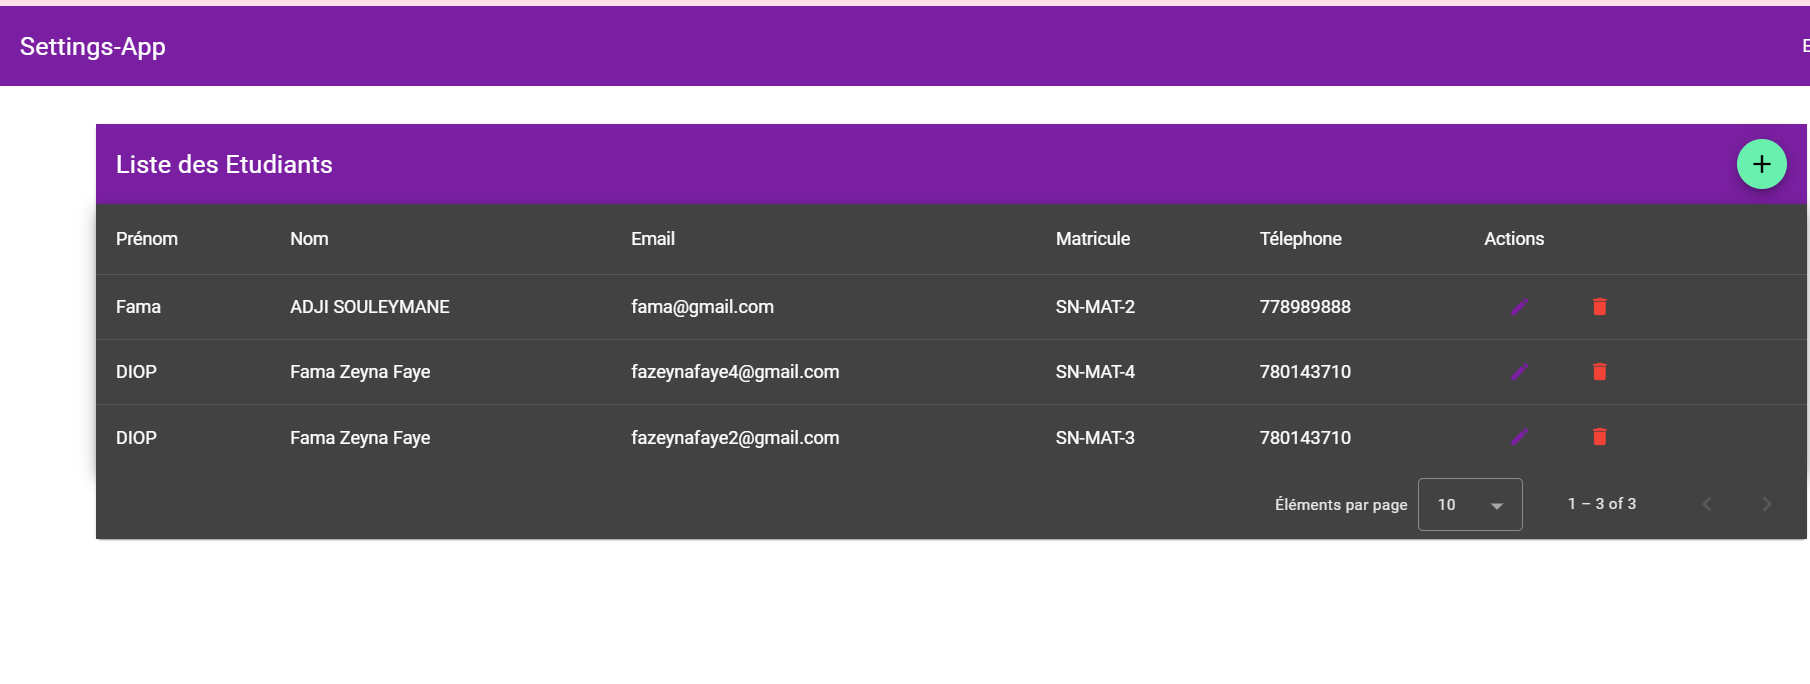 Settings-App
Liste des Etudiants
Prénom Nom Email Matricule Télephone Actions
Fama ADJI SOULEYMANE fama@gmail.com SN-MAT-2 778989888
DIOP Fama Zeyna Faye fazeynafaye4@gmail.com SN-MAT-4 780143710
DIOP Fama Zeyna Faye fazeynafaye2@gmail.com SN-MAT-3 780143710
Éléments par page 10 1 – 3 of 3